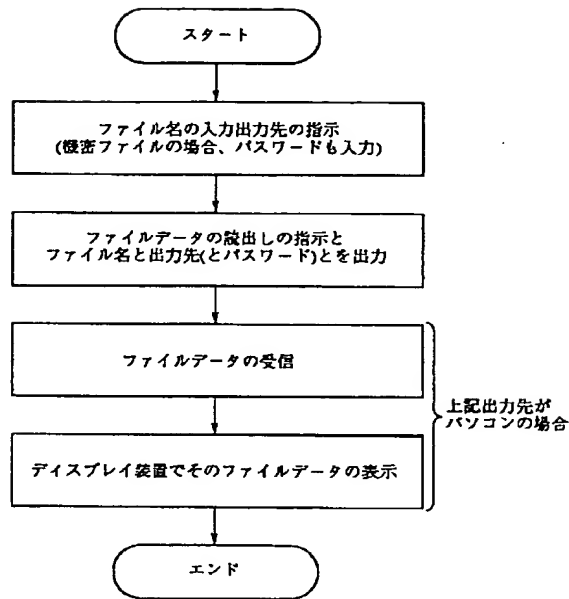 スタート
ファイル名の入力出力先の指示
(機密ファイルの場合、パスワードも入力)
ファイルデータの読出しの指示と
ファイル名と出力先(とパスワード)とを出力
ファイルデータの受信
上記出力先が
パソコンの場合
ディスプレイ装置でそのファイルデータの表示
エンド